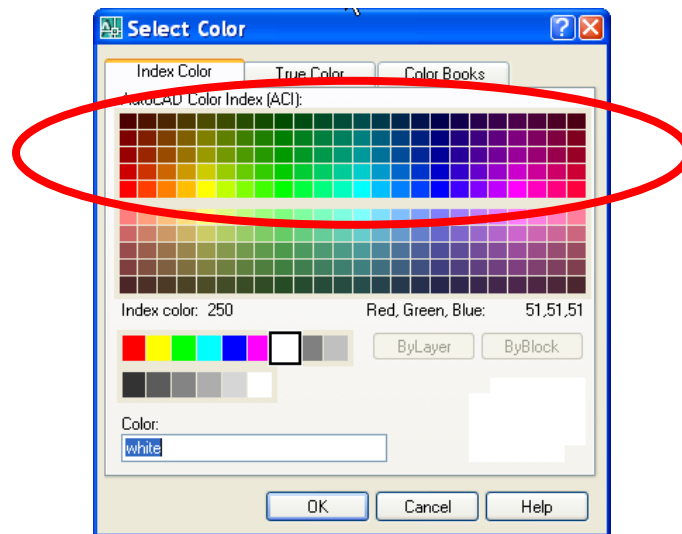 Select Color
Index Color True Color Color Books
AutoCAD Color Index (ACI):
Index color: 250 Red, Green, Blue: 51,51,51
ByLayer ByBlock
Color:
white
OK Cancel Help